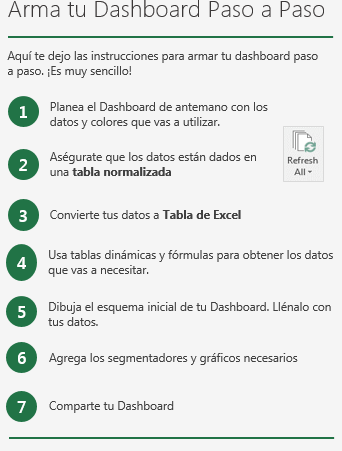 Arma tu Dashboard Paso a Paso
Aquí te dejo las instrucciones para armar tu dashboard paso
a paso. ¡Es muy sencillo!
1 Planea el Dashboard de antemano con los
datos y colores que vas a utilizar.
Refresh
All
2 Aségurate que los datos están dados en
una tabla normalizada
3 Convierte tus datos a Tabla de Excel
4 Usa tablas dinámicas y fórmulas para obtener los datos
que vas a necesitar.
5 Dibuja el esquema inicial de tu Dashboard. Llénalo con
tus datos.
6 Agrega los segmentadores y gráficos necesarios
7 Comparte tu Dashboard